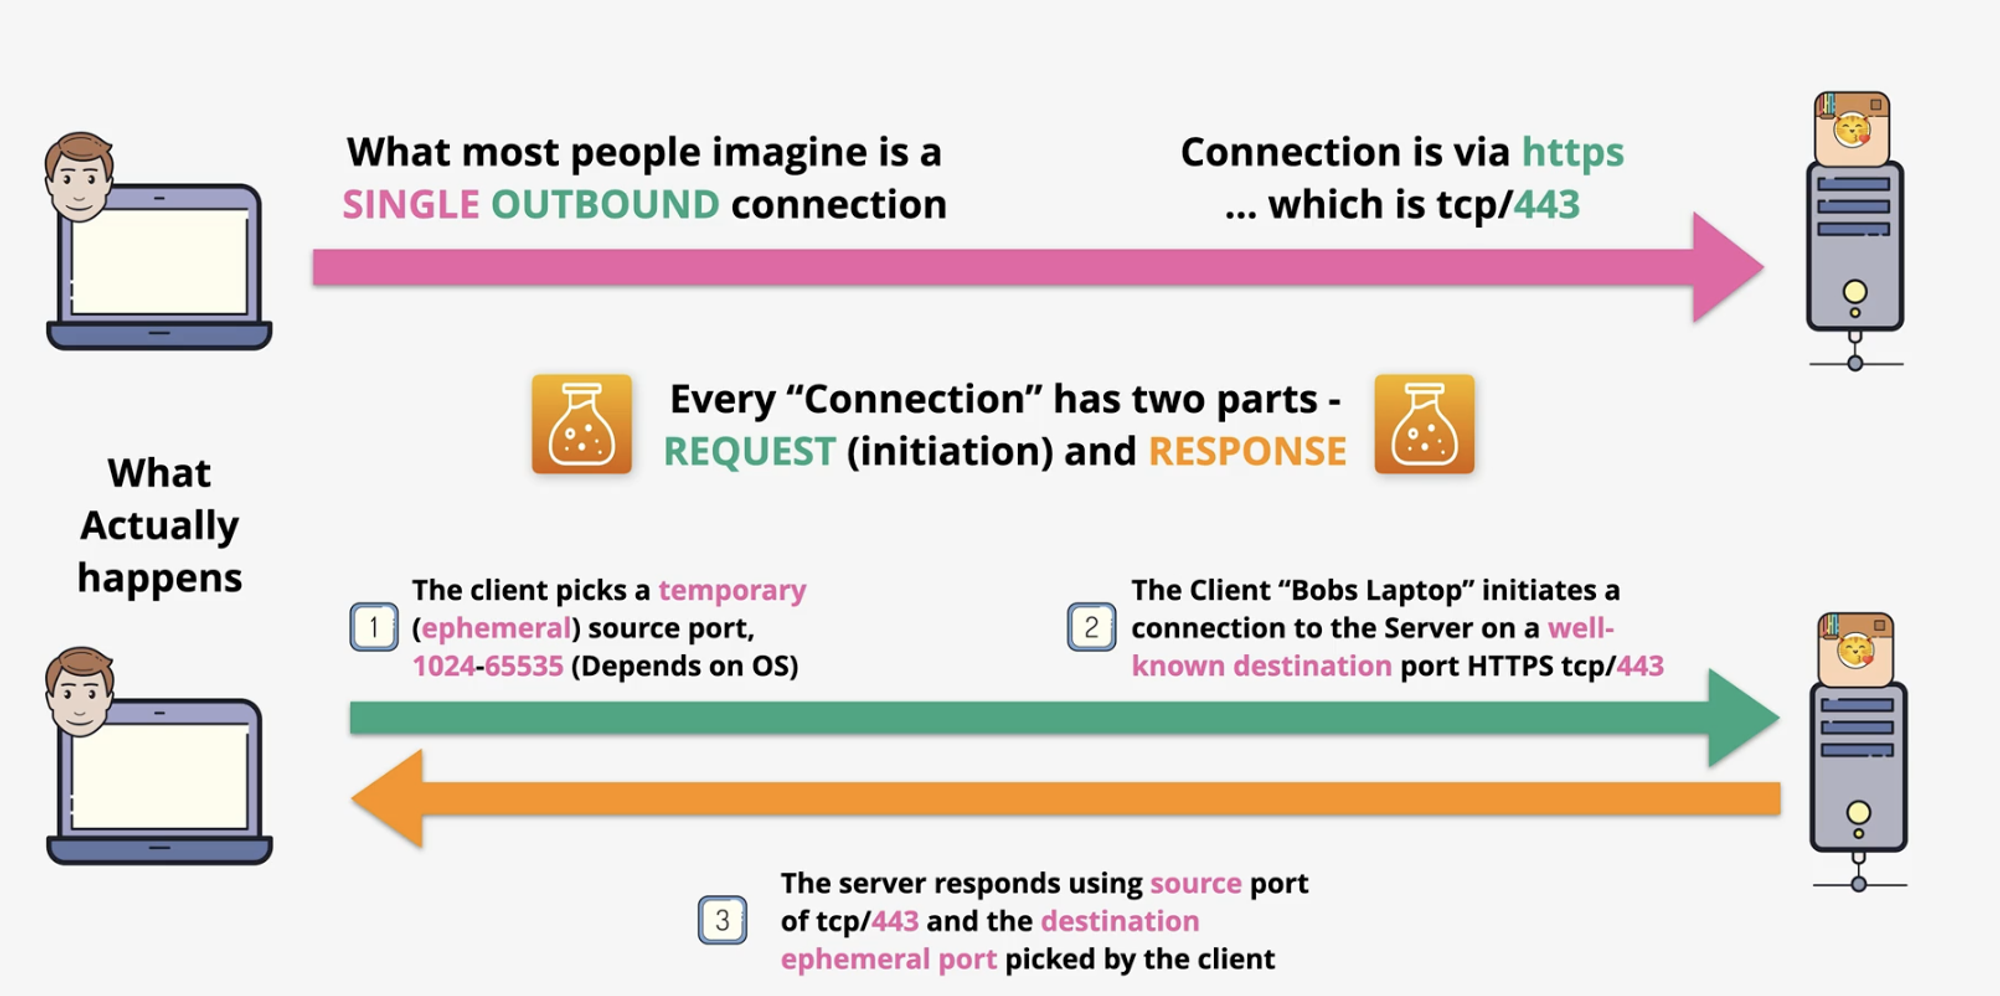 What most people imagine is a
SINGLE OUTBOUND connection
Connection is via https
... which is tcp/443
Every “Connection” has two parts -
REQUEST (initiation) and RESPONSE
What
Actually
happens
1
The client picks a temporary
(ephemeral) source port,
1024-65535 (Depends on OS)
2
The Client “Bobs Laptop” initiates a
connection to the Server on a well-
known destination port HTTPS tcp/443
3
The server responds using source port
of tcp/443 and the destination
ephemeral port picked by the client